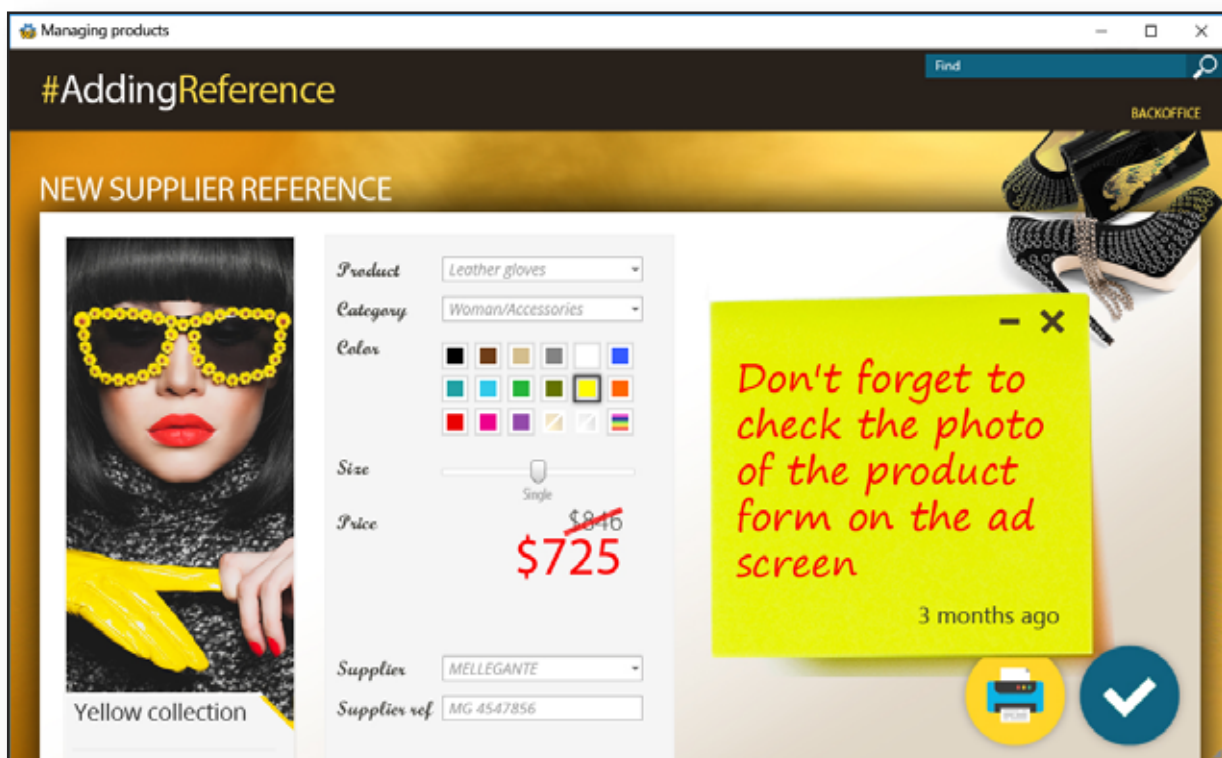 Managing products
Find
#AddingReference
BACKOFFICE
NEW SUPPLIER REFERENCE
Product
Leather gloves
Category
Woman/Accessories
Color
Size
Single
Price
$846
$725
Supplier
MELLEGANTE
Supplier ref
MG 4547856
Yellow collection
Don't forget to
check the photo
of the product
form on the ad
screen
3 months ago